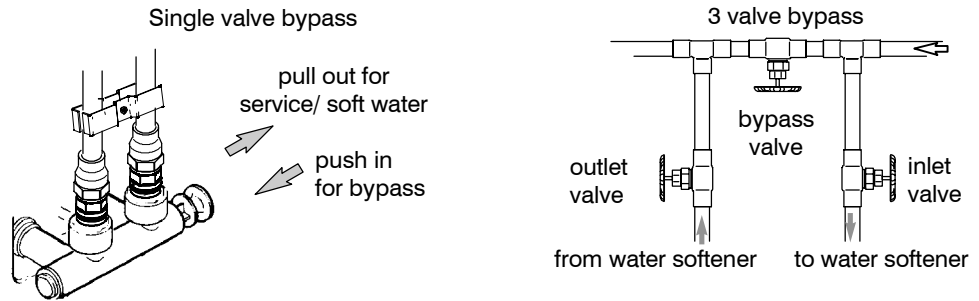 Single valve bypass
pull out for
service/ soft water
push in
for bypass
3 valve bypass
bypass
valve
outlet
valve
inlet
valve
from water softener
to water softener